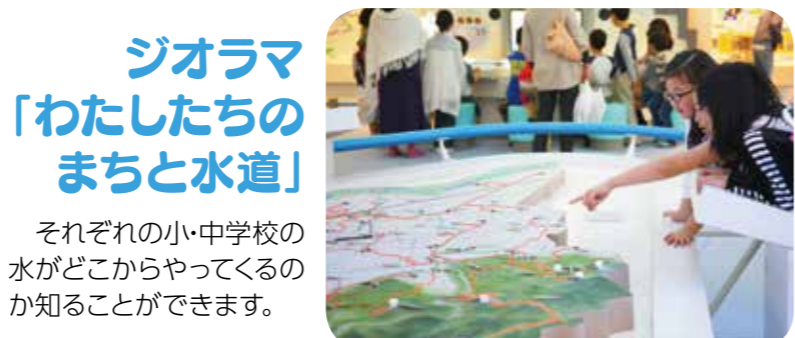 ジオラマ
「わたしたちの
まちと水道」
それぞれの小・中学校の
水がどこからやってくるの
か知ることができます。